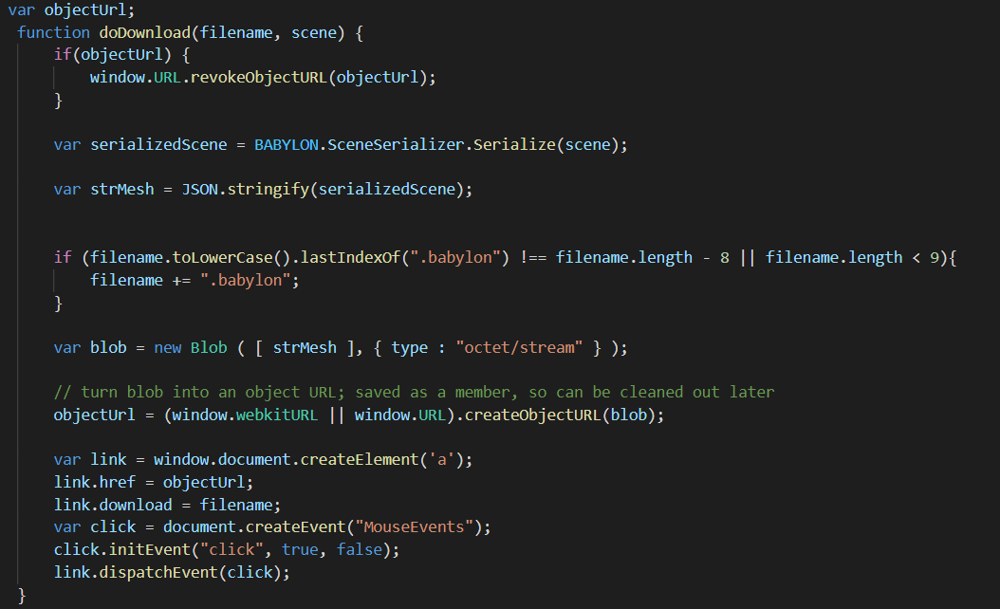 var objectUrl;
function doDownload(filename, scene) {
if(objectUrl) {
window.URL.revokeObjectURL(objectUrl);
}
var serializedScene = BABYLON.SceneSerializer.Serialize(scene);
var strMesh = JSON.stringify(serializedScene);
if (filename.toLowerCase().lastIndexOf(".babylon") !== filename.length - 8 || filename.length < 9){
filename += ".babylon";
}
var blob = new Blob ( [ strMesh ], { type : "octet/stream" } );
// turn blob into an object URL; saved as a member, so can be cleaned out later
objectUrl = (window.webkitURL || window.URL).createObjectURL(blob);
var link = window.document.createElement('a');
link.href = objectUrl;
link.download = filename;
var click = document.createEvent("MouseEvents");
click.initEvent("click", true, false);
link.dispatchEvent(click);
}